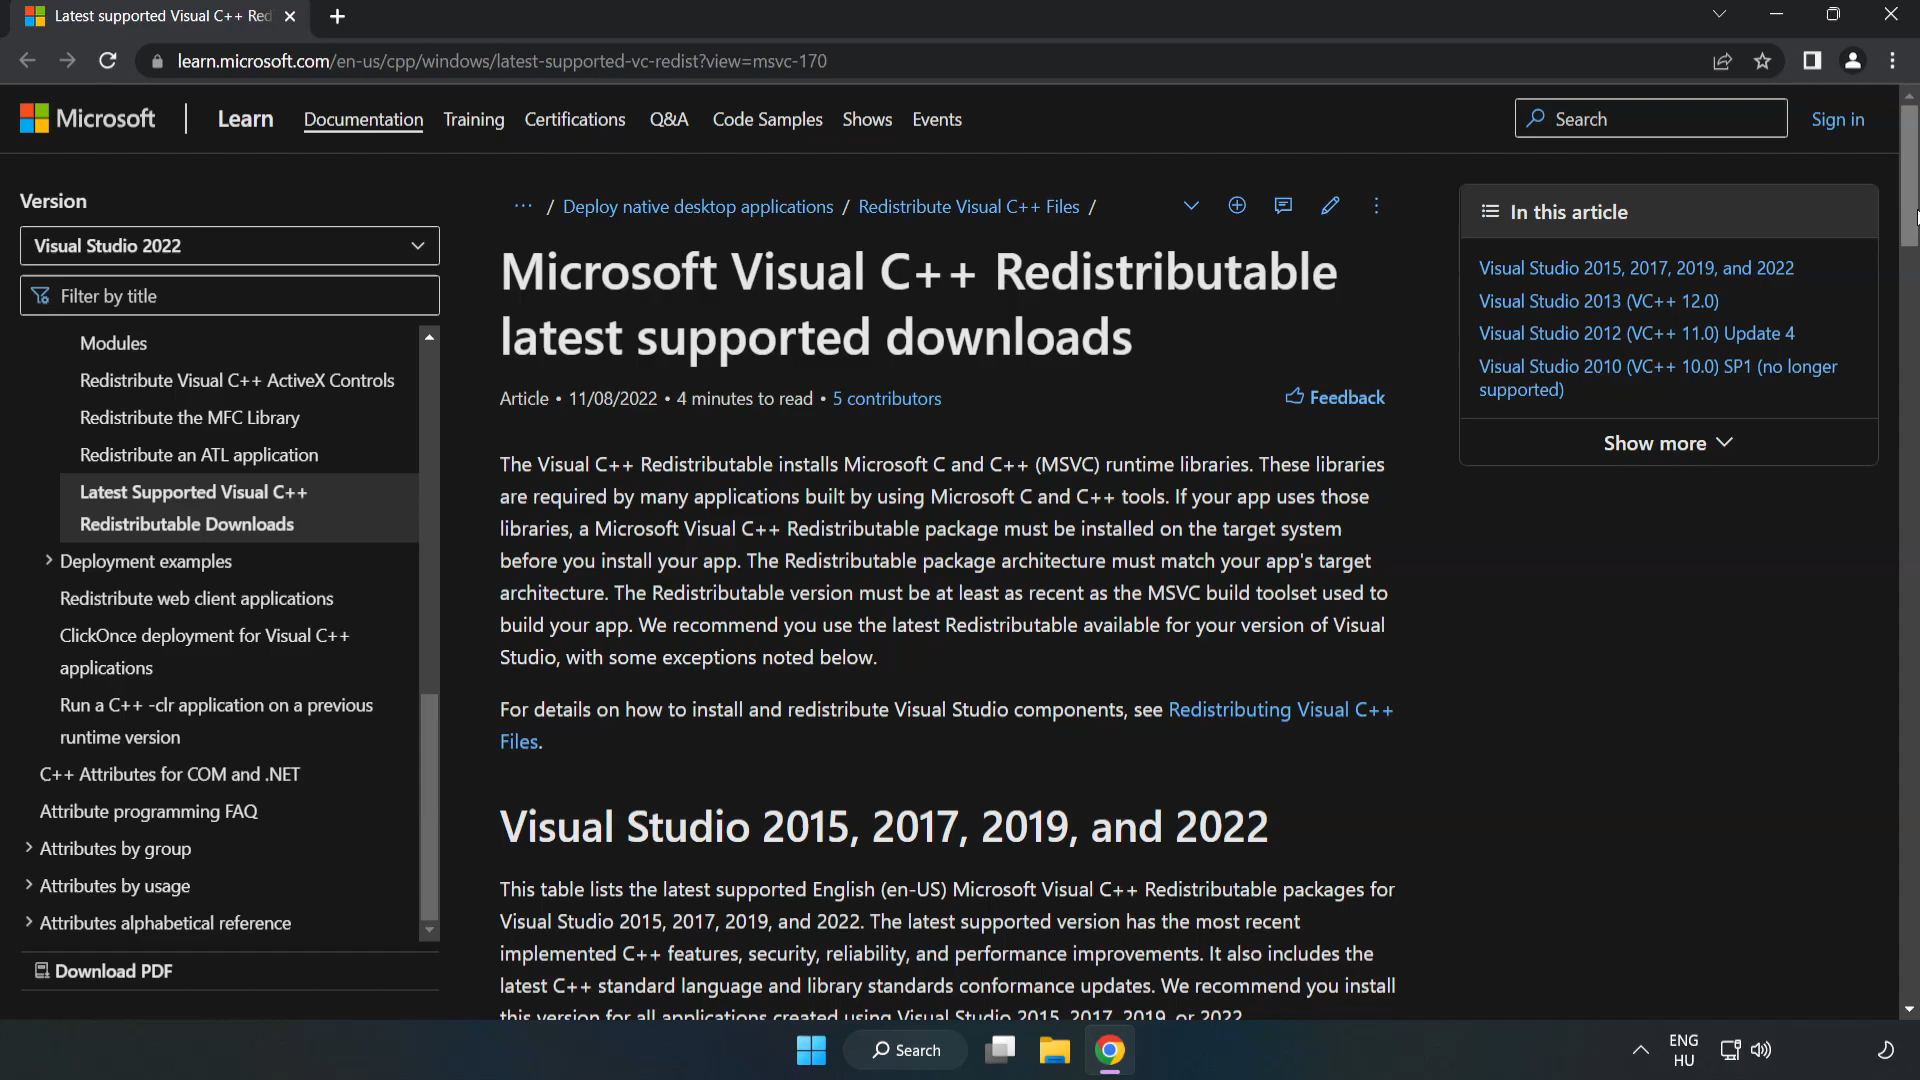 Latest supported Visual C++ Red
learn.microsoft.com/en-us/cpp/windows/latest-supported-vc-redist?view=msvc-170
Microsoft
Learn
Documentation
Training
Certifications
Q&A
Code Samples
Shows
Events
Search
Sign in
Version
Visual Studio 2022
Filter by title
Modules
Redistribute Visual C++ ActiveX Controls
Redistribute the MFC Library
Redistribute an ATL application
Latest Supported Visual C++
Redistributable Downloads
Deployment examples
Redistribute web client applications
ClickOnce deployment for Visual C++
applications
Run a C++ -clr application on a previous
runtime version
C++ Attributes for COM and .NET
Attribute programming FAQ
Attributes by group
Attributes by usage
Attributes alphabetical reference
Download PDF
... / Deploy native desktop applications / Redistribute Visual C++ Files /
Microsoft Visual C++ Redistributable
latest supported downloads
Article • 11/08/2022 • 4 minutes to read • 5 contributors
Feedback
The Visual C++ Redistributable installs Microsoft C and C++ (MSVC) runtime libraries. These libraries
are required by many applications built by using Microsoft C and C++ tools. If your app uses those
libraries, a Microsoft Visual C++ Redistributable package must be installed on the target system
before you install your app. The Redistributable package architecture must match your app's target
architecture. The Redistributable version must be at least as recent as the MSVC build toolset used to
build your app. We recommend you use the latest Redistributable available for your version of Visual
Studio, with some exceptions noted below.
For details on how to install and redistribute Visual Studio components, see Redistributing Visual C++
Files.
Visual Studio 2015, 2017, 2019, and 2022
This table lists the latest supported English (en-US) Microsoft Visual C++ Redistributable packages for
Visual Studio 2015, 2017, 2019, and 2022. The latest supported version has the most recent
implemented C++ features, security, reliability, and performance improvements. It also includes the
latest C++ standard language and library standards conformance updates. We recommend you install
this version for all applications created using Visual Studio 2015, 2017, 2019, or 2022.
In this article
Visual Studio 2015, 2017, 2019, and 2022
Visual Studio 2013 (VC++ 12.0)
Visual Studio 2012 (VC++ 11.0) Update 4
Visual Studio 2010 (VC++ 10.0) SP1 (no longer
supported)
Show more
Search
ENG
HU